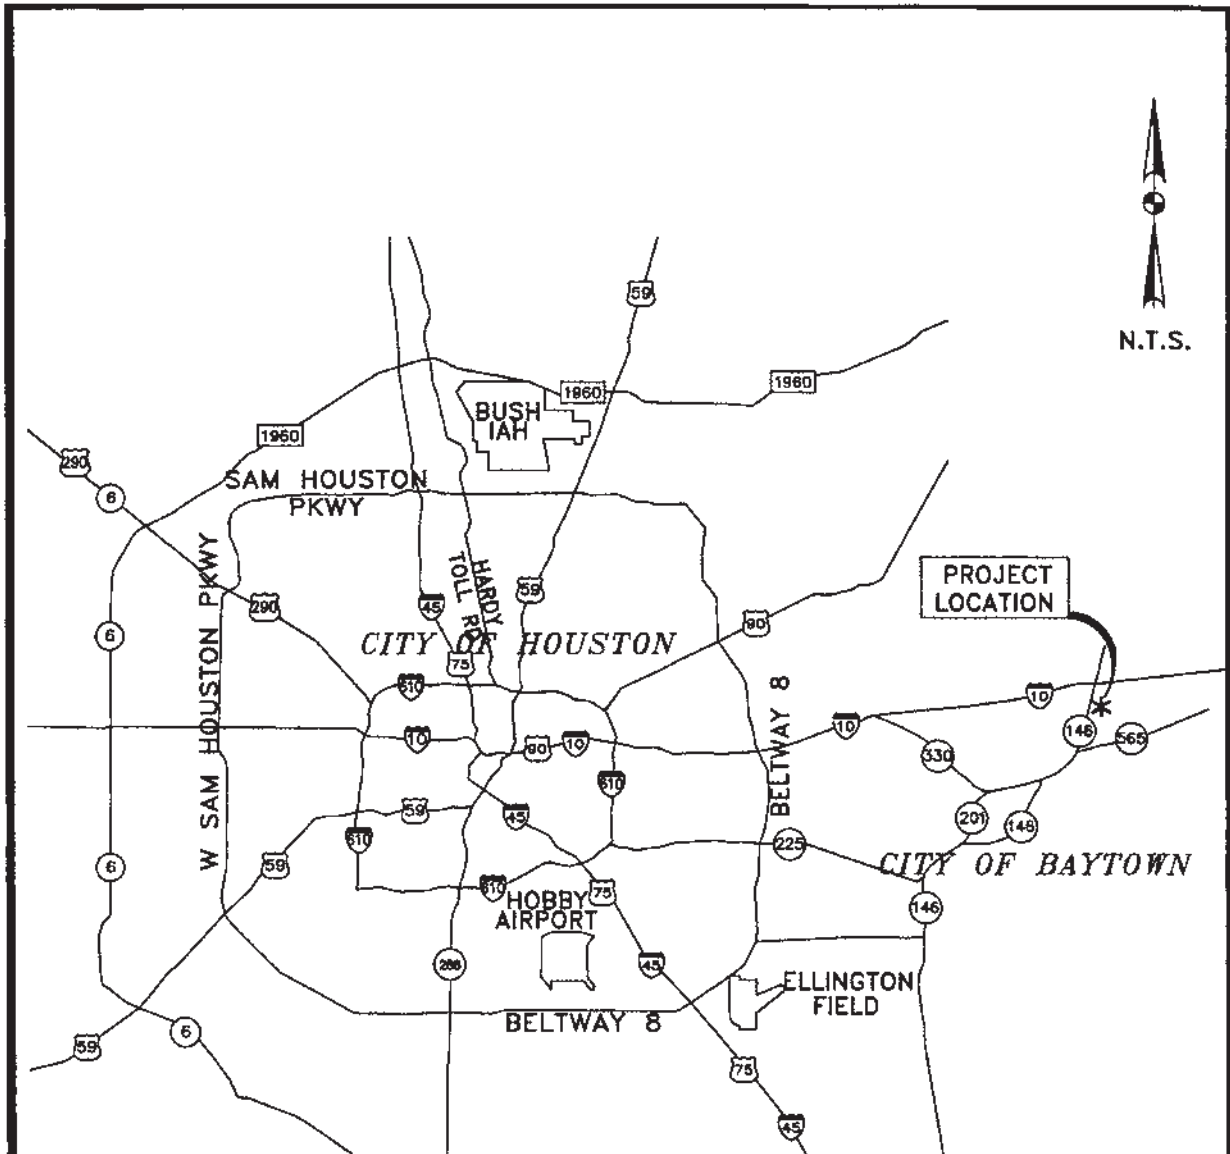 N.T.S.
59
1960
1960
BUSH
IAH
1960
290
6
SAM HOUSTON
PKWY
W SAM HOUSTON PKWY
HARDY
TOLL RD
PROJECT
LOCATION
59
45
290
90
6
CITY OF HOUSTON
75
610
BELTWAY 8
10
10
90
10
10
146
565
330
610
59
45
201
146
610
225
59
6
CITY OF BAYTOWN
610
75
HOBBY
AIRPORT
146
288
45
ELLINGTON
FIELD
BELTWAY 8
6
59
75
45